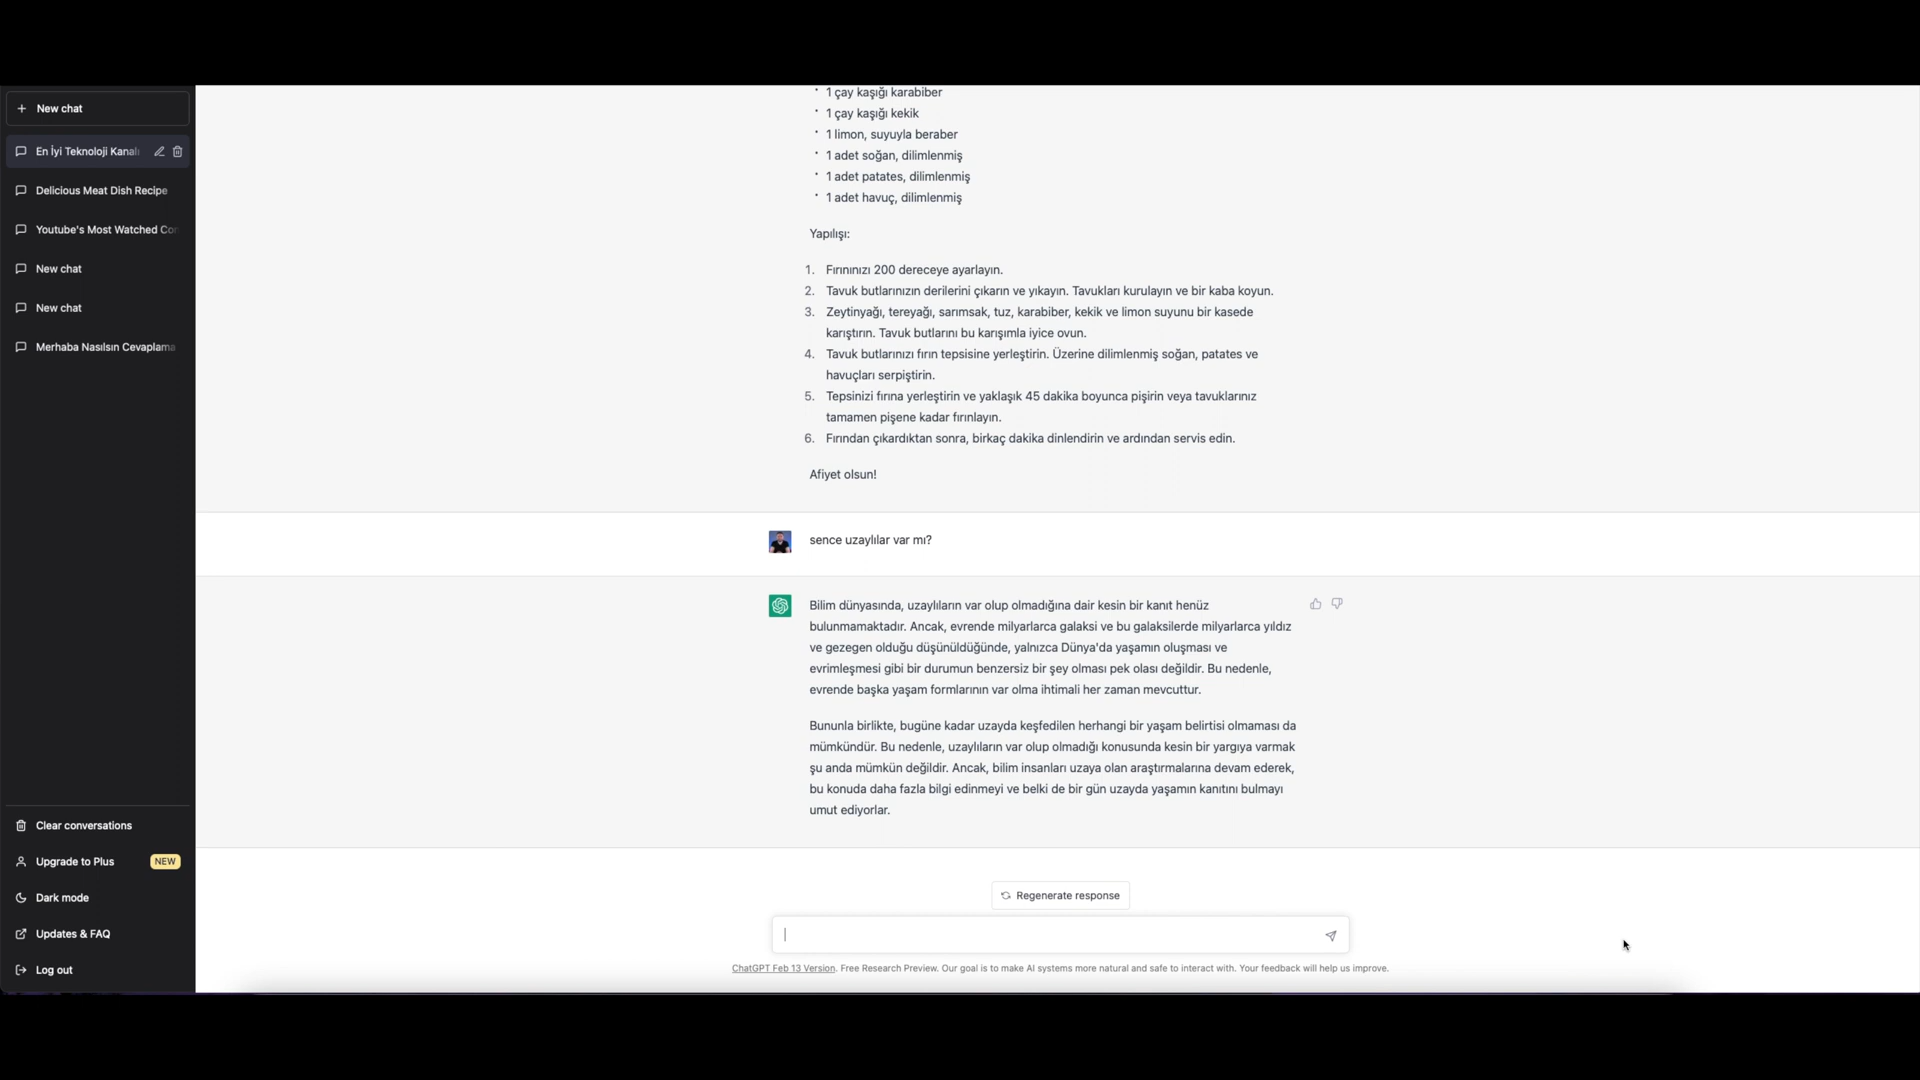 New chat
En İyi Teknoloji Kanalı
Delicious Meat Dish Recipe
Youtube's Most Watched Con
New chat
New chat
Merhaba Nasılsın Cevaplama
Clear conversations
Upgrade to Plus
NEW
Dark mode
Updates & FAQ
Log out
1 çay kaşığı karabiber
1 çay kaşığı kekik
1 limon, suyuyla beraber
1 adet soğan, dilimlenmiş
1 adet patates, dilimlenmiş
1 adet havuç, dilimlenmiş
Yapılışı:
1. Fırınınızı 200 dereceye ayarlayın.
2. Tavuk butlarınızın derilerini çıkarın ve yıkayın. Tavukları kurulayın ve bir kaba koyun.
3. Zeytinyağı, tereyağı, sarımsak, tuz, karabiber, kekik ve limon suyunu bir kasede
karıştırın. Tavuk butlarını bu karışımla iyice ovun.
4. Tavuk butlarınızı fırın tepsisine yerleştirin. Üzerine dilimlenmiş soğan, patates ve
havuçları serpiştirin.
5. Tepsinizi fırına yerleştirin ve yaklaşık 45 dakika boyunca pişirin veya tavuklarınız
tamamen pişene kadar fırınlayın.
6. Fırından çıkardıktan sonra, birkaç dakika dinlendirin ve ardından servis edin.
Afiyet olsun!
sence uzaylılar var mı?
Bilim dünyasında, uzaylıların var olup olmadığına dair kesin bir kanıt henüz
bulunmamaktadır. Ancak, evrende milyarlarca galaksi ve bu galaksilerde milyarlarca yıldız
ve gezegen olduğu düşünüldüğünde, yalnızca Dünya'da yaşamın oluşması ve
evrimleşmesi gibi bir durumun benzersiz bir şey olması pek olası değildir. Bu nedenle,
evrende başka yaşam formlarının var olma ihtimali her zaman mevcuttur.
Bununla birlikte, bugüne kadar uzayda keşfedilen herhangi bir yaşam belirtisi olmaması da
mümkündür. Bu nedenle, uzaylıların var olup olmadığı konusunda kesin bir yargıya varmak
şu anda mümkün değildir. Ancak, bilim insanları uzaya olan araştırmalarına devam ederek,
bu konuda daha fazla bilgi edinmeyi ve belki de bir gün uzayda yaşamın kanıtını bulmayı
umut ediyorlar.
Regenerate response
ChatGPT Feb 13 Version. Free Research Preview. Our goal is to make AI systems more natural and safe to interact with. Your feedback will help us improve.